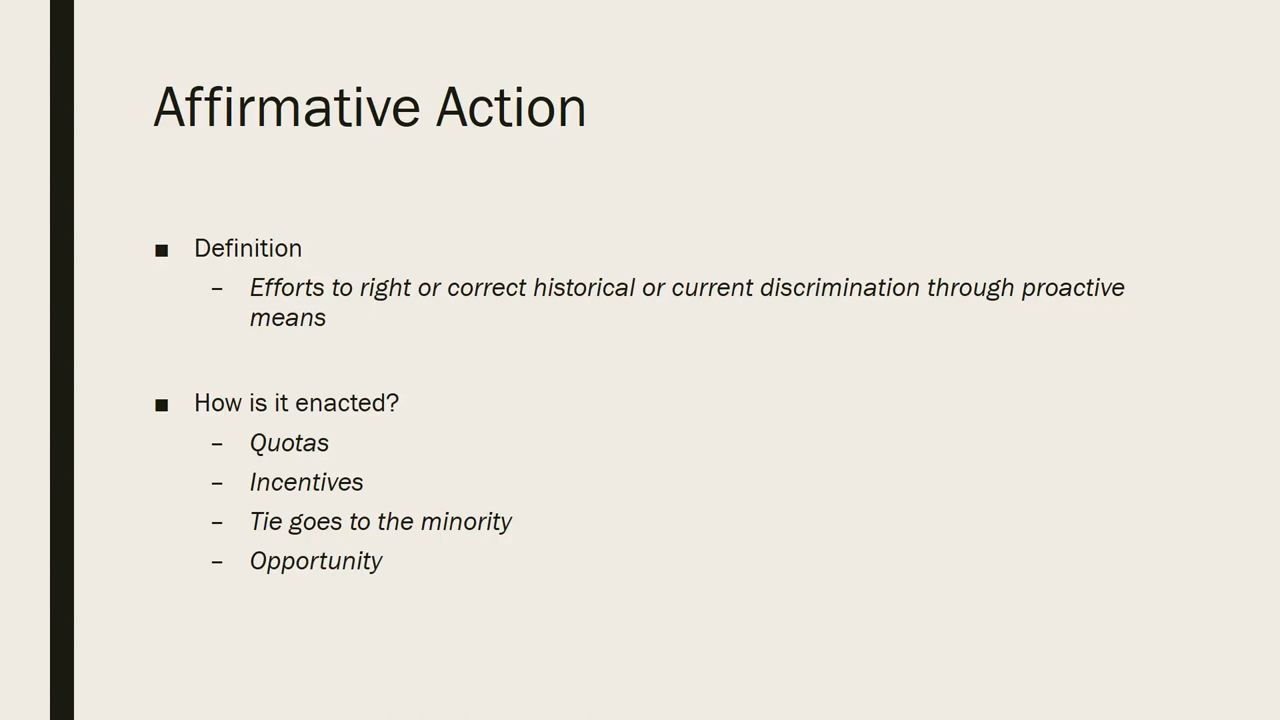 Affirmative Action
■ Definition
– Efforts to right or correct historical or current discrimination through proactive
means
■ How is it enacted?
– Quotas
– Incentives
– Tie goes to the minority
– Opportunity